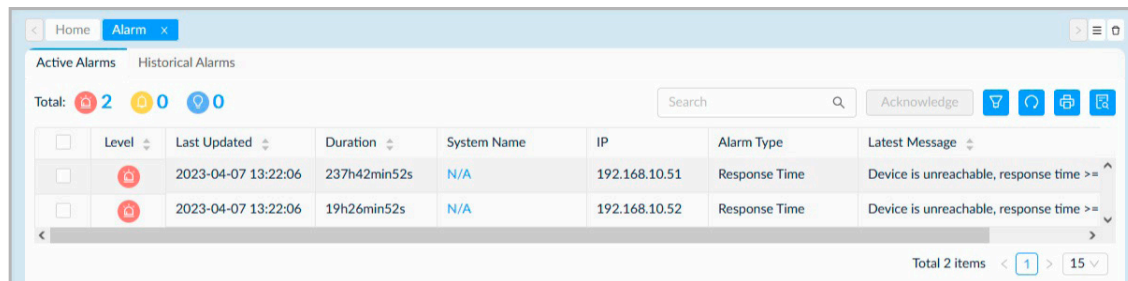 Home Alarm x
Active Alarms Historical Alarms
Total: 2 0 0 Search Acknowledge
Level Last Updated Duration System Name IP Alarm Type Latest Message
2023-04-07 13:22:06 237h42min52s N/A 192.168.10.51 Response Time Device is unreachable, response time >=
2023-04-07 13:22:06 19h26min52s N/A 192.168.10.52 Response Time Device is unreachable, response time >=
Total 2 items < 1 > 15